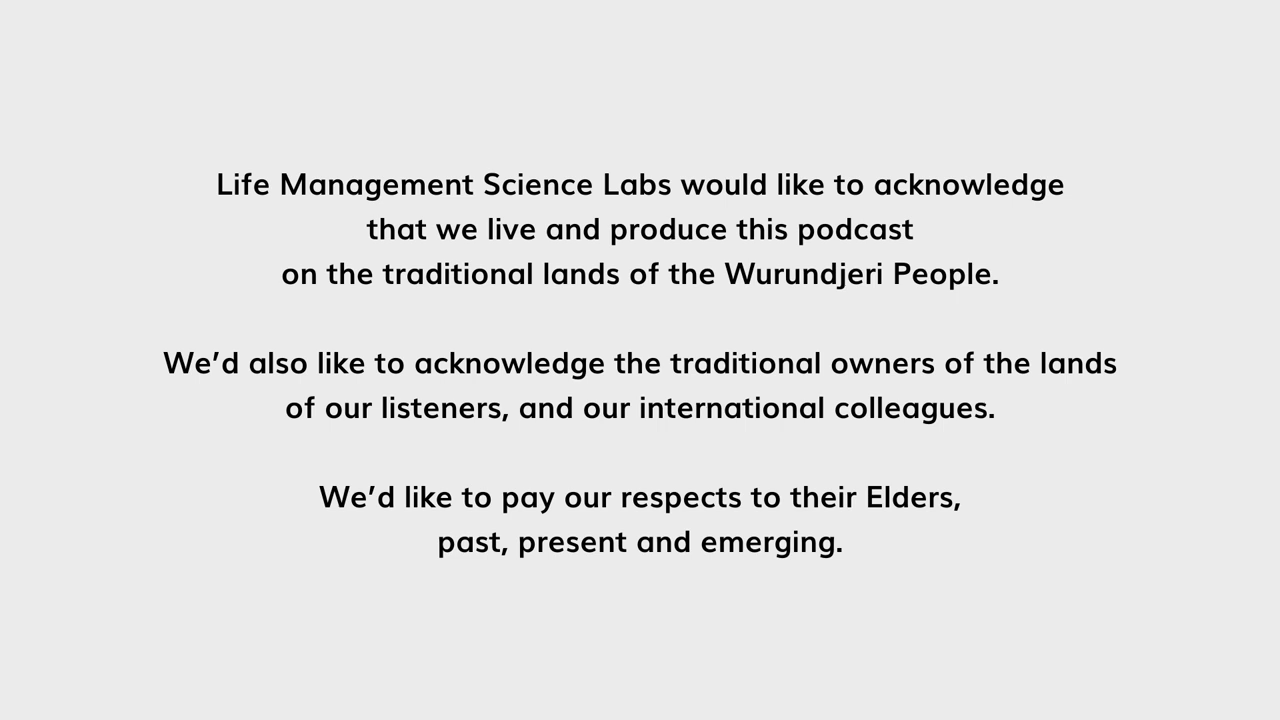 Life Management Science Labs would like to acknowledge
that we live and produce this podcast
on the traditional lands of the Wurundjeri People.
We’d also like to acknowledge the traditional owners of the lands
of our listeners, and our international colleagues.
We’d like to pay our respects to their Elders,
past, present and emerging.